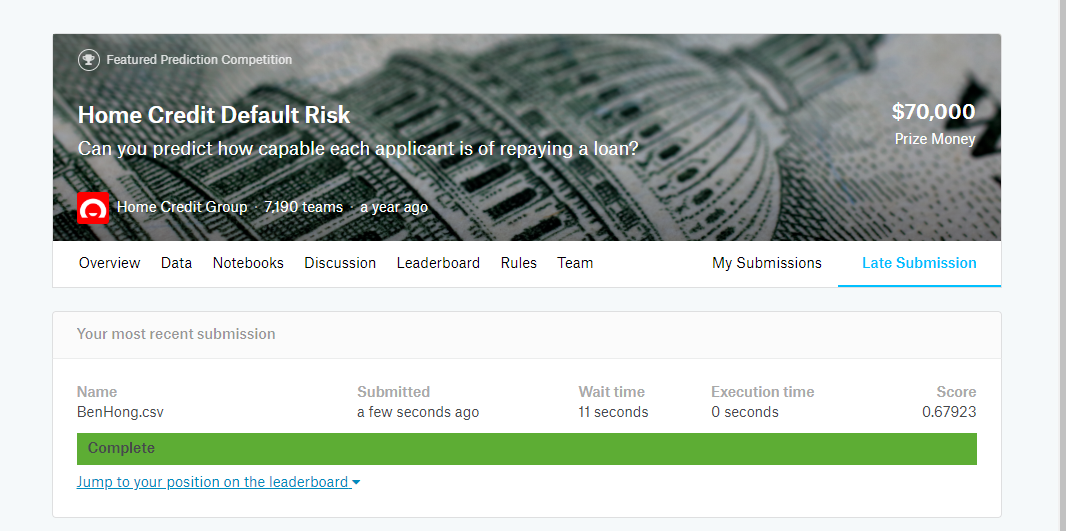 Featured Prediction Competition
Home Credit Default Risk
$70,000
Can you predict how capable each applicant is of repaying a loan?
Prize Money
Home Credit Group · 7,190 teams · a year ago
Overview Data Notebooks Discussion Leaderboard Rules Team My Submissions Late Submission
Your most recent submission
Name Submitted Wait time Execution time Score
BenHong.csv a few seconds ago 11 seconds 0 seconds 0.67923
Complete
Jump to your position on the leaderboard